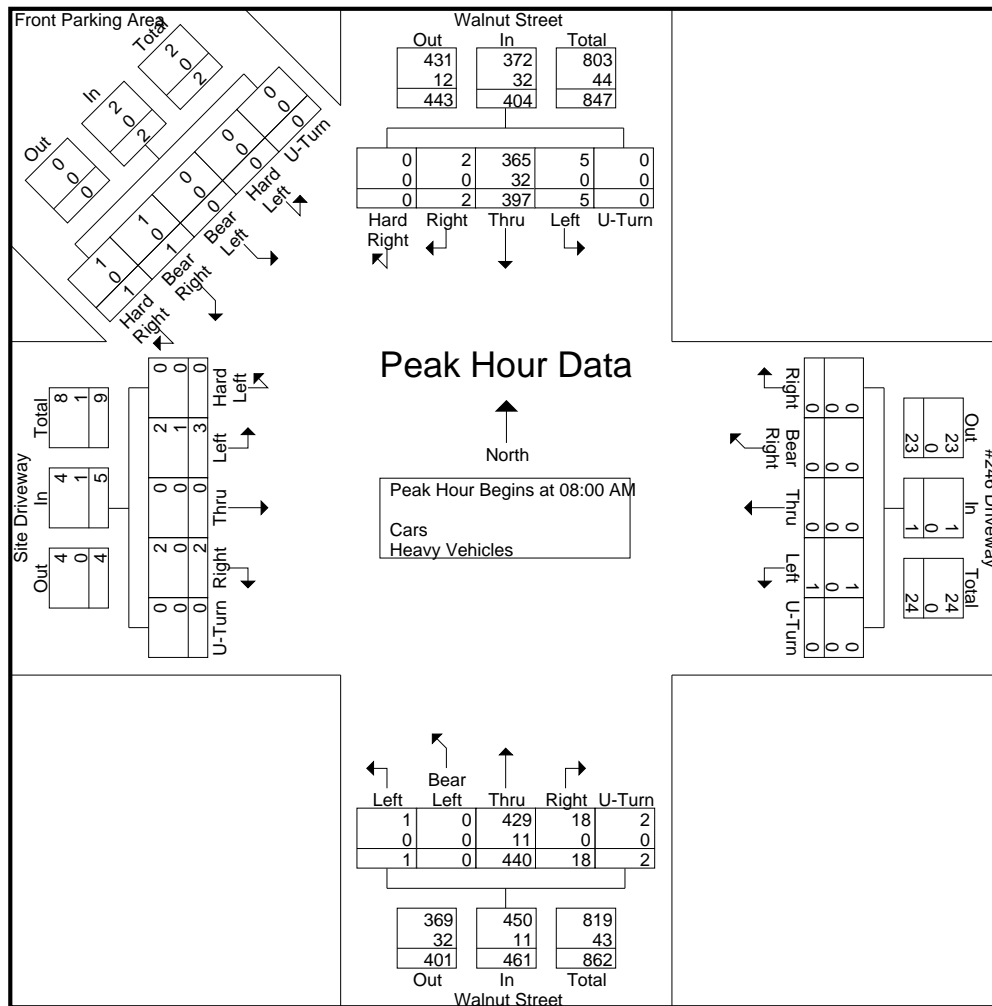 Front Parking Area
Total
2
0
2
In
2
0
2
Out
0
0
0
0 0 0
U-Turn
0 0 0
Hard
Left
0 0 0
Bear
Left
1 0 1
Bear
Right
1 0 1
Hard
Right
Walnut Street
Out In Total
431 372 803
12 32 44
443 404 847
0 2 365 5 0
0 0 32 0 0
0 2 397 5 0
Hard
Right Right Thru Left U-Turn
Peak Hour Data
North
Peak Hour Begins at 08:00 AM
Cars
Heavy Vehicles
Site Driveway
Total
8 1 9
In
4 1 5
Out
4 0 4
0 0 0
Hard
Left
2 1 3
Left
0 0 0
Thru
2 0 2
Right
0 0 0
U-Turn
Right
0 0 0
Bear
Right
0 0 0
Thru
0 0 0
Left
1 0 1
U-Turn
0 0 0
Out
23 0 23
In
1 0 1
Total
24 0 24
#246 Driveway
Bear
Left Left Thru Right U-Turn
1 0 429 18 2
0 0 11 0 0
1 0 440 18 2
369 450 819
32 11 43
401 461 862
Out In Total
Walnut Street